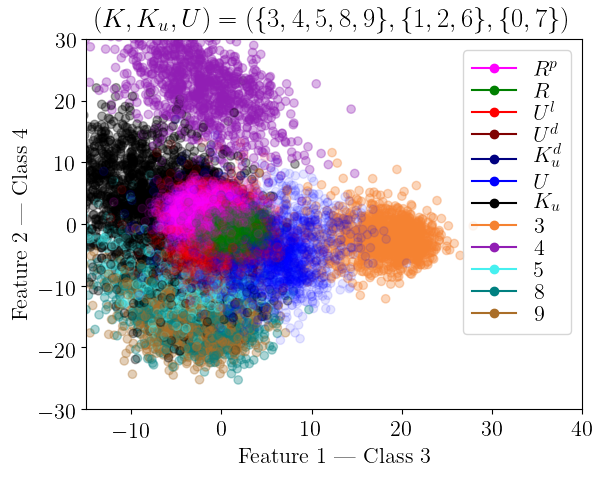 (K, K_u, U) = ({3, 4, 5, 8, 9}, {1, 2, 6}, {0, 7})
30
20
10
0
−10
−20
−30
Feature 2 — Class 4
−10
0
10
20
30
40
Feature 1 — Class 3
R^p
R
U^l
U^d
K_u^d
U
K_u
3
4
5
8
9